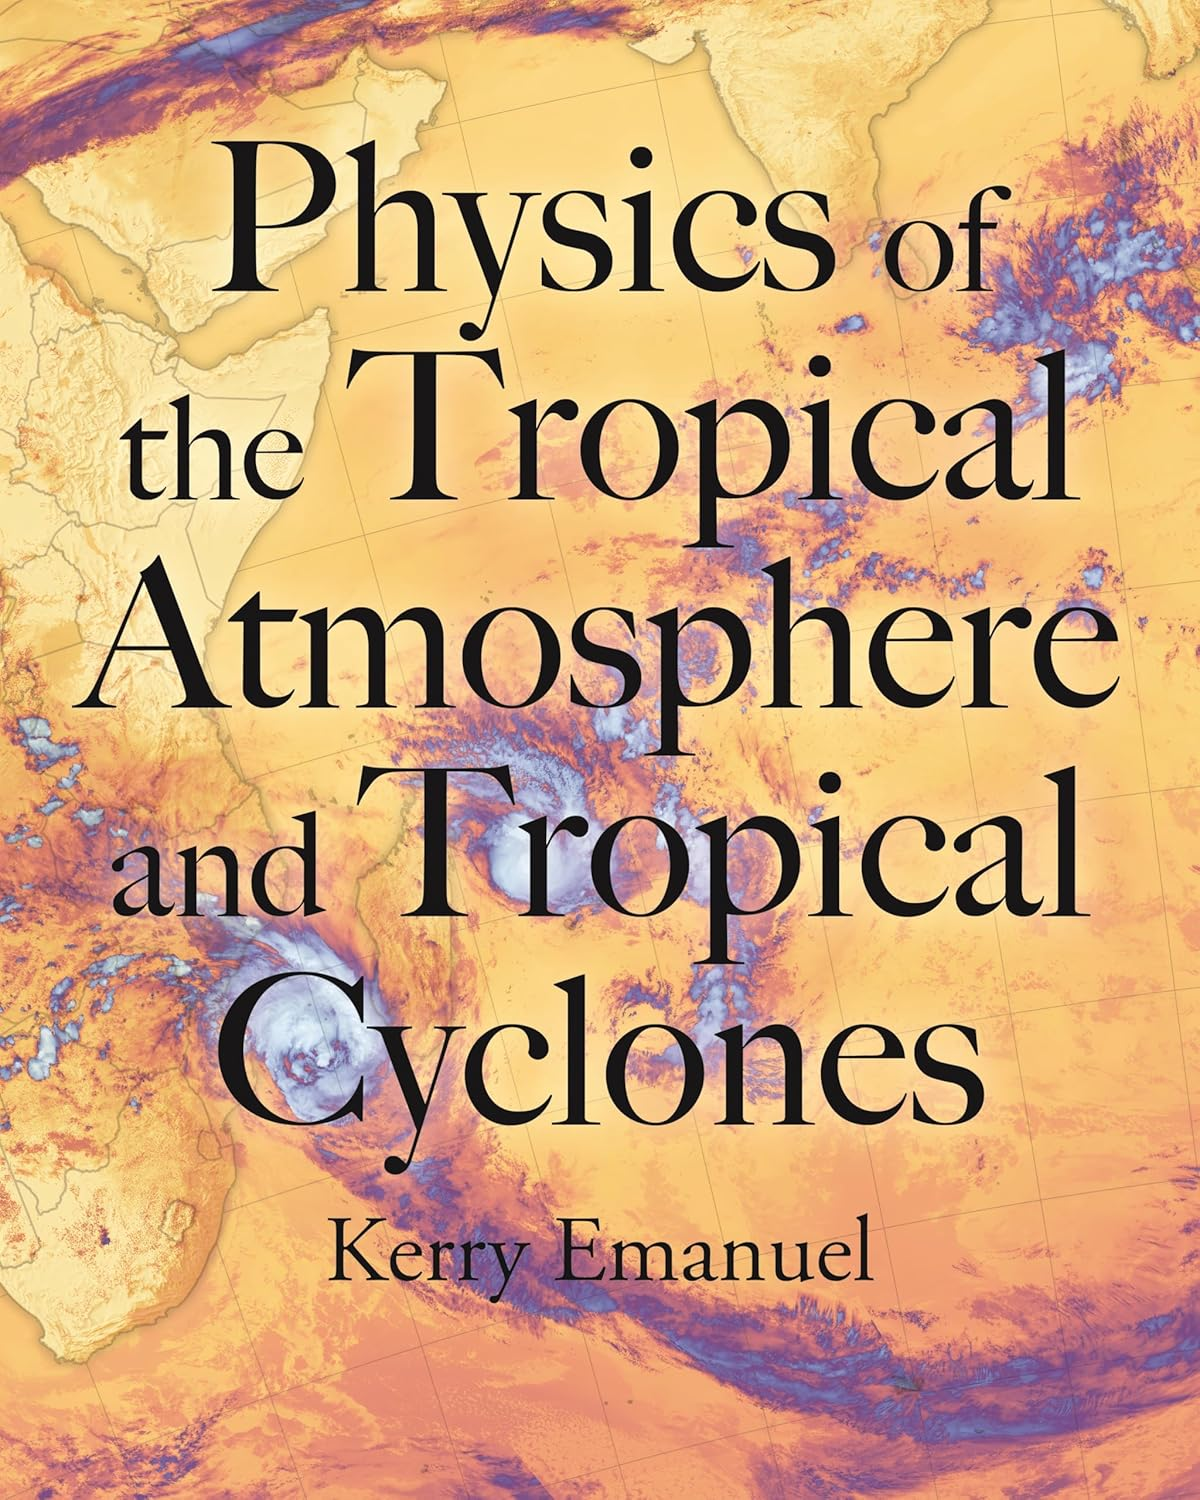 Physics of
the Tropical
Atmosphere
and Tropical
Cyclones
Kerry Emanuel